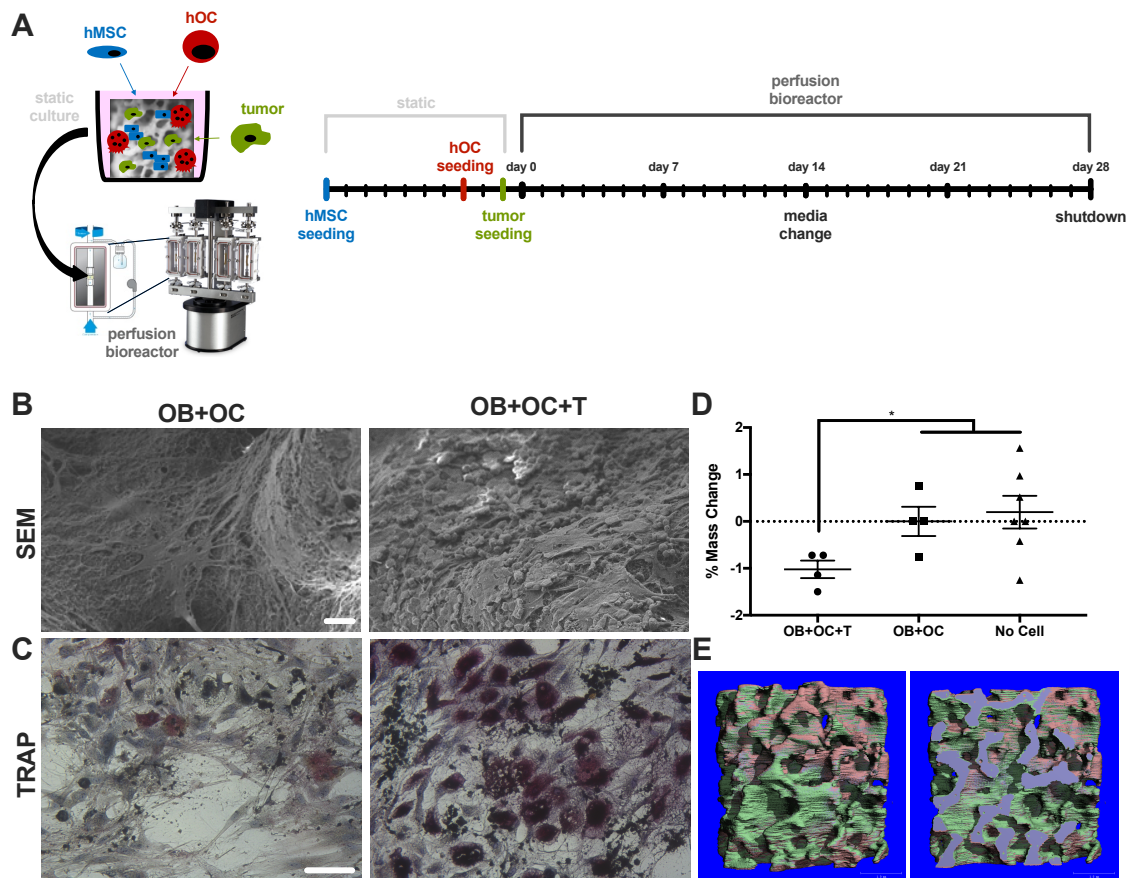 A
hMSC
hOC
static
culture
tumor
perfusion
bioreactor
perfusion
bioreactor
static
hOC
seeding
day 0
day 7
day 14
day 21
day 28
hMSC
seeding
tumor
seeding
media
change
shutdown
B
OB+OC
OB+OC+T
SEM
C
TRAP
D
*
% Mass Change
2
1
0
-1
-2
OB+OC+T
OB+OC
No Cell
E